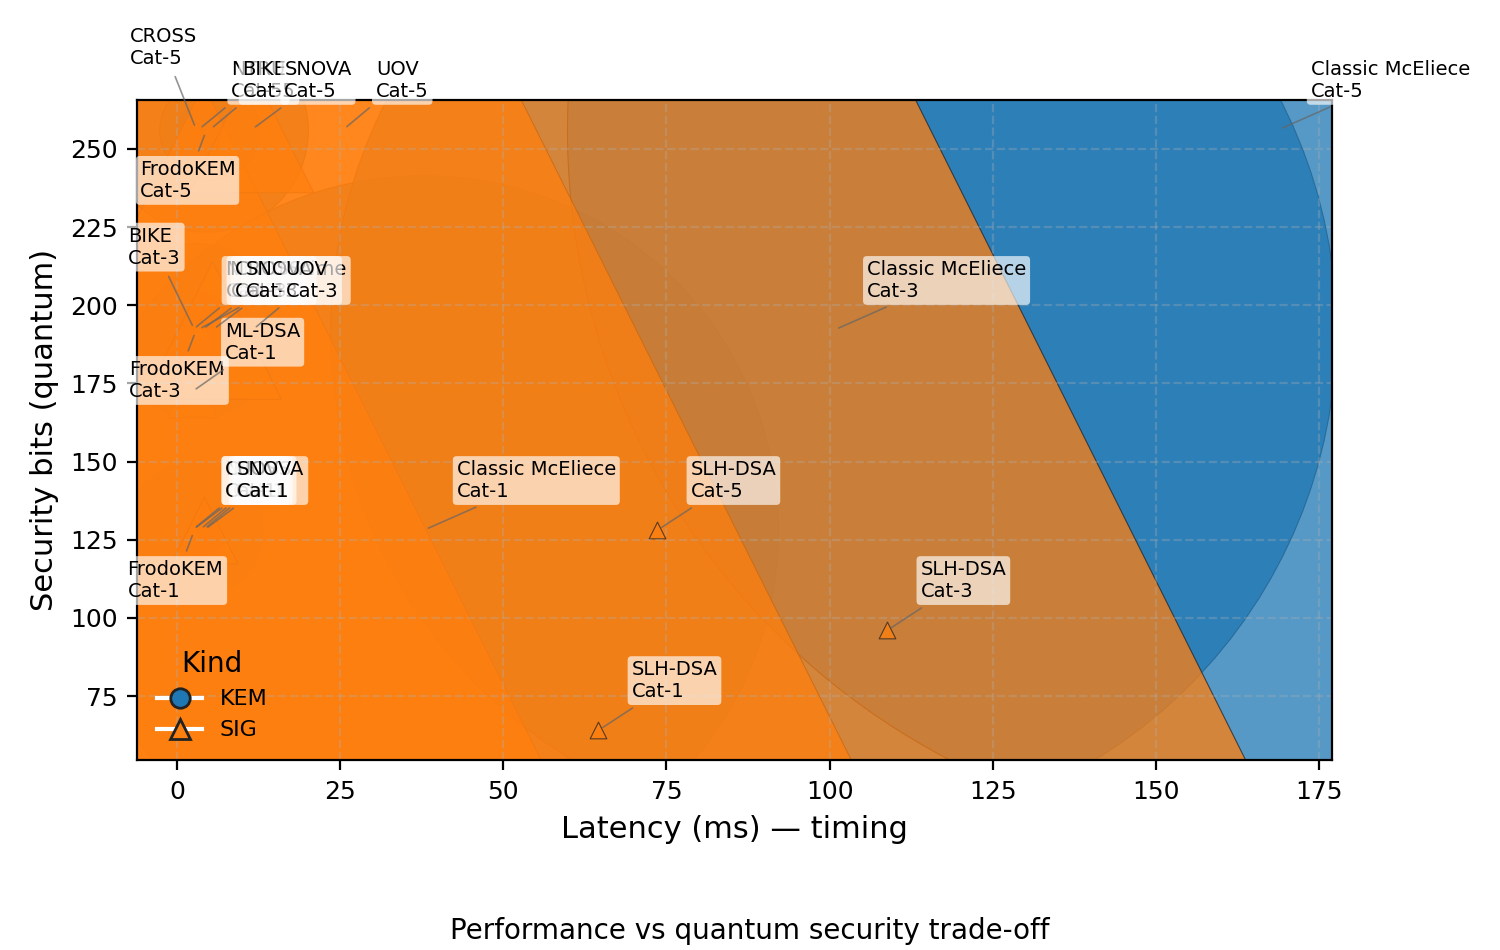 CROSS
Cat-5
BIKE
SNOVA
Cat-5
UOV
Cat-5
Classic McEliece
Cat-5
250
FrodoKEM
Cat-5
225
BIKE
Cat-3
SNOVA
UOV
Cat-3
Classic McEliece
Cat-3
200
ML-DSA
Cat-1
175
FrodoKEM
Cat-3
150
SNOVA
Cat-1
Classic McEliece
Cat-1
SLH-DSA
Cat-5
125
FrodoKEM
Cat-1
SLH-DSA
Cat-3
100
SLH-DSA
Cat-1
75
Security bits (quantum)
Kind
KEM
SIG
0 25 50 75 100 125 150 175
Latency (ms) — timing
Performance vs quantum security trade-off